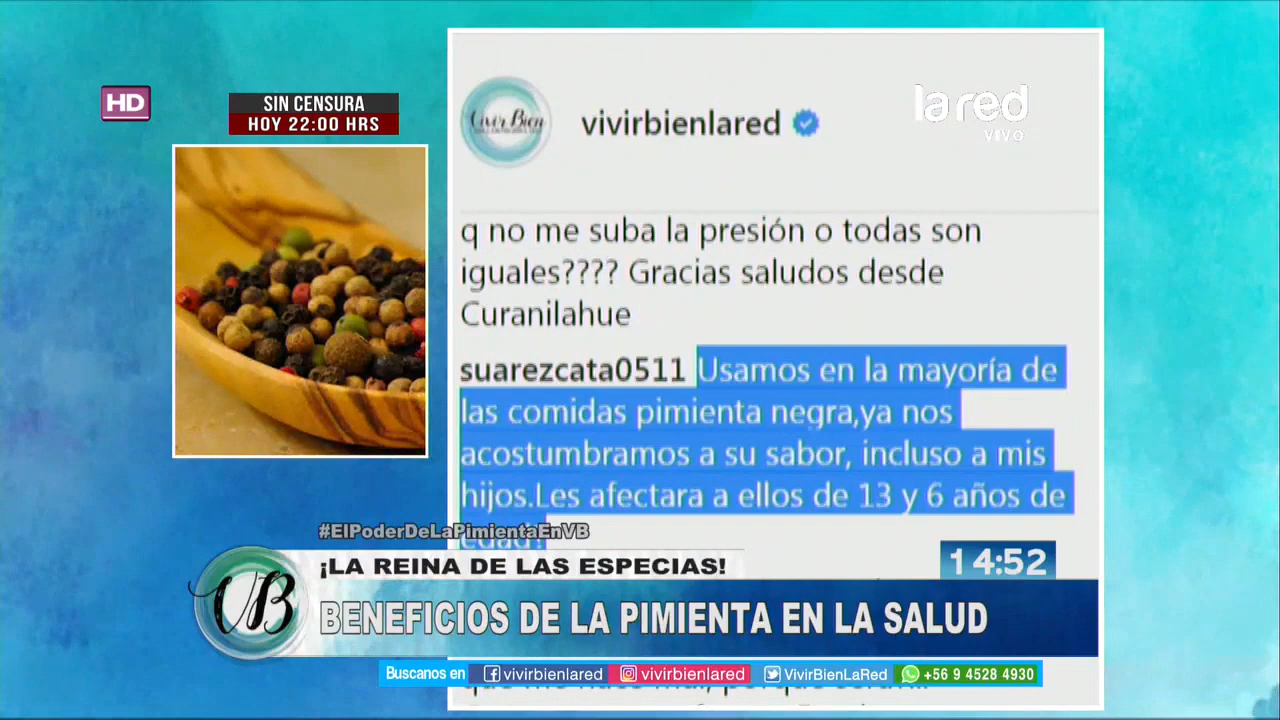 HD
SIN CENSURA
HOY 22:00 HRS
Vivir Bien
vivirbienlared
la red
VIVO
q no me suba la presión o todas son
iguales???? Gracias saludos desde
Curanilahue
suarezcata0511 Usamos en la mayoría de
las comidas pimienta negra,ya nos
acostumbramos a su sabor, incluso a mis
hijos.Les afectara a ellos de 13 y 6 años de
edad?
#ElPoderDeLaPimientaEnVB
¡LA REINA DE LAS ESPECIAS!
14:52
VB
BENEFICIOS DE LA PIMIENTA EN LA SALUD
Buscanos en vivirbienlared vivirbienlared VivirBienLaRed +56 9 4528 4930